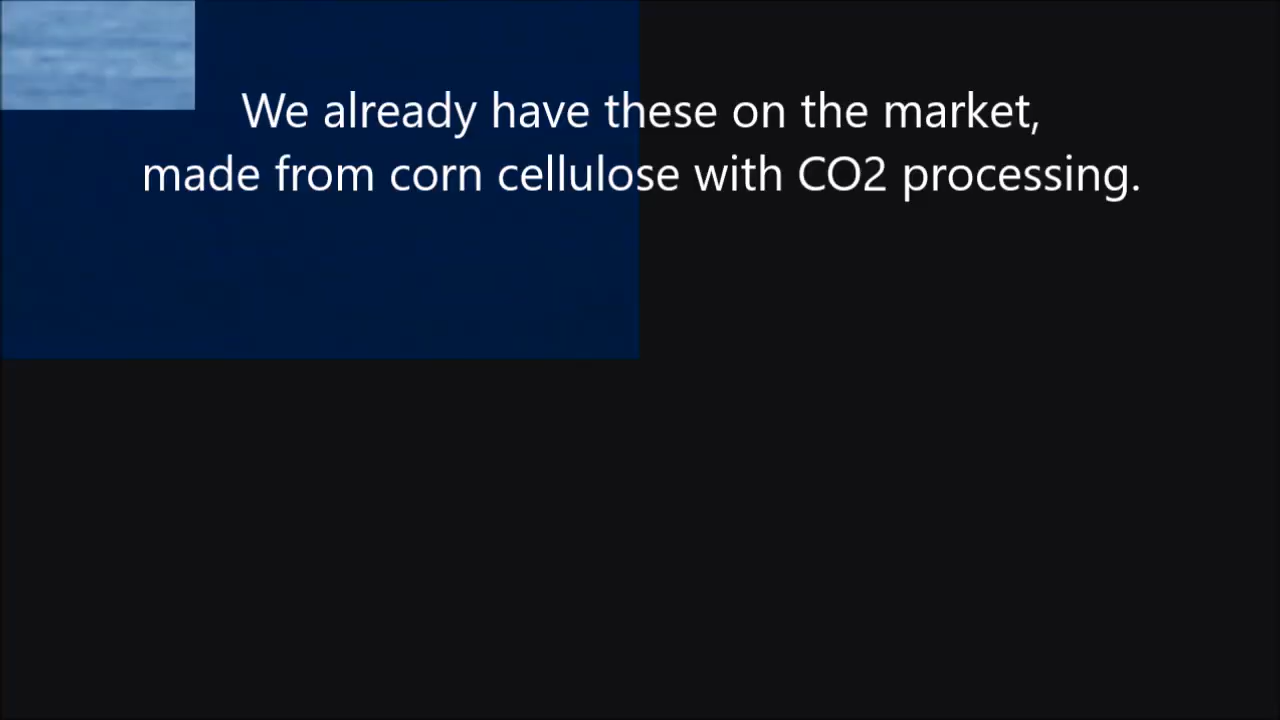 We already have these on the market,
made from corn cellulose with CO2 processing.